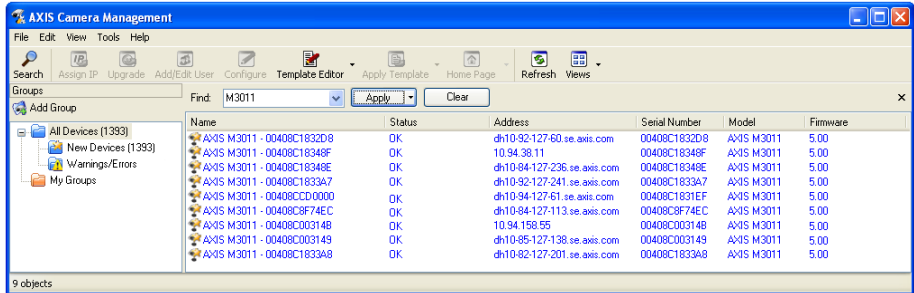 AXIS Camera Management
File Edit View Tools Help
Search Assign IP Upgrade Add/Edit User Configure Template Editor Apply Template Home Page Refresh Views
Groups
Add Group
All Devices (1393)
New Devices (1393)
Warnings/Errors
My Groups
Find: M3011 Apply Clear
Name Status Address Serial Number Model Firmware
AXIS M3011 - 00408C1832D8 OK dh10-92-127-60.se.axis.com 00408C1832D8 AXIS M3011 5.00
AXIS M3011 - 00408C18348F OK 10.94.38.11 00408C18348F AXIS M3011 5.00
AXIS M3011 - 00408C18348E OK dh10-84-127-236.se.axis.com 00408C18348E AXIS M3011 5.00
AXIS M3011 - 00408C1833A7 OK dh10-92-127-241.se.axis.com 00408C1833A7 AXIS M3011 5.00
AXIS M3011 - 00408CCD0000 OK dh10-94-127-61.se.axis.com 00408C1831EF AXIS M3011 5.00
AXIS M3011 - 00408C8F74EC OK dh10-84-127-113.se.axis.com 00408C8F74EC AXIS M3011 5.00
AXIS M3011 - 00408C00314B OK 10.94.158.55 00408C00314B AXIS M3011 5.00
AXIS M3011 - 00408C003149 OK dh10-85-127-138.se.axis.com 00408C003149 AXIS M3011 5.00
AXIS M3011 - 00408C1833A8 OK dh10-82-127-201.se.axis.com 00408C1833A8 AXIS M3011 5.00
9 objects